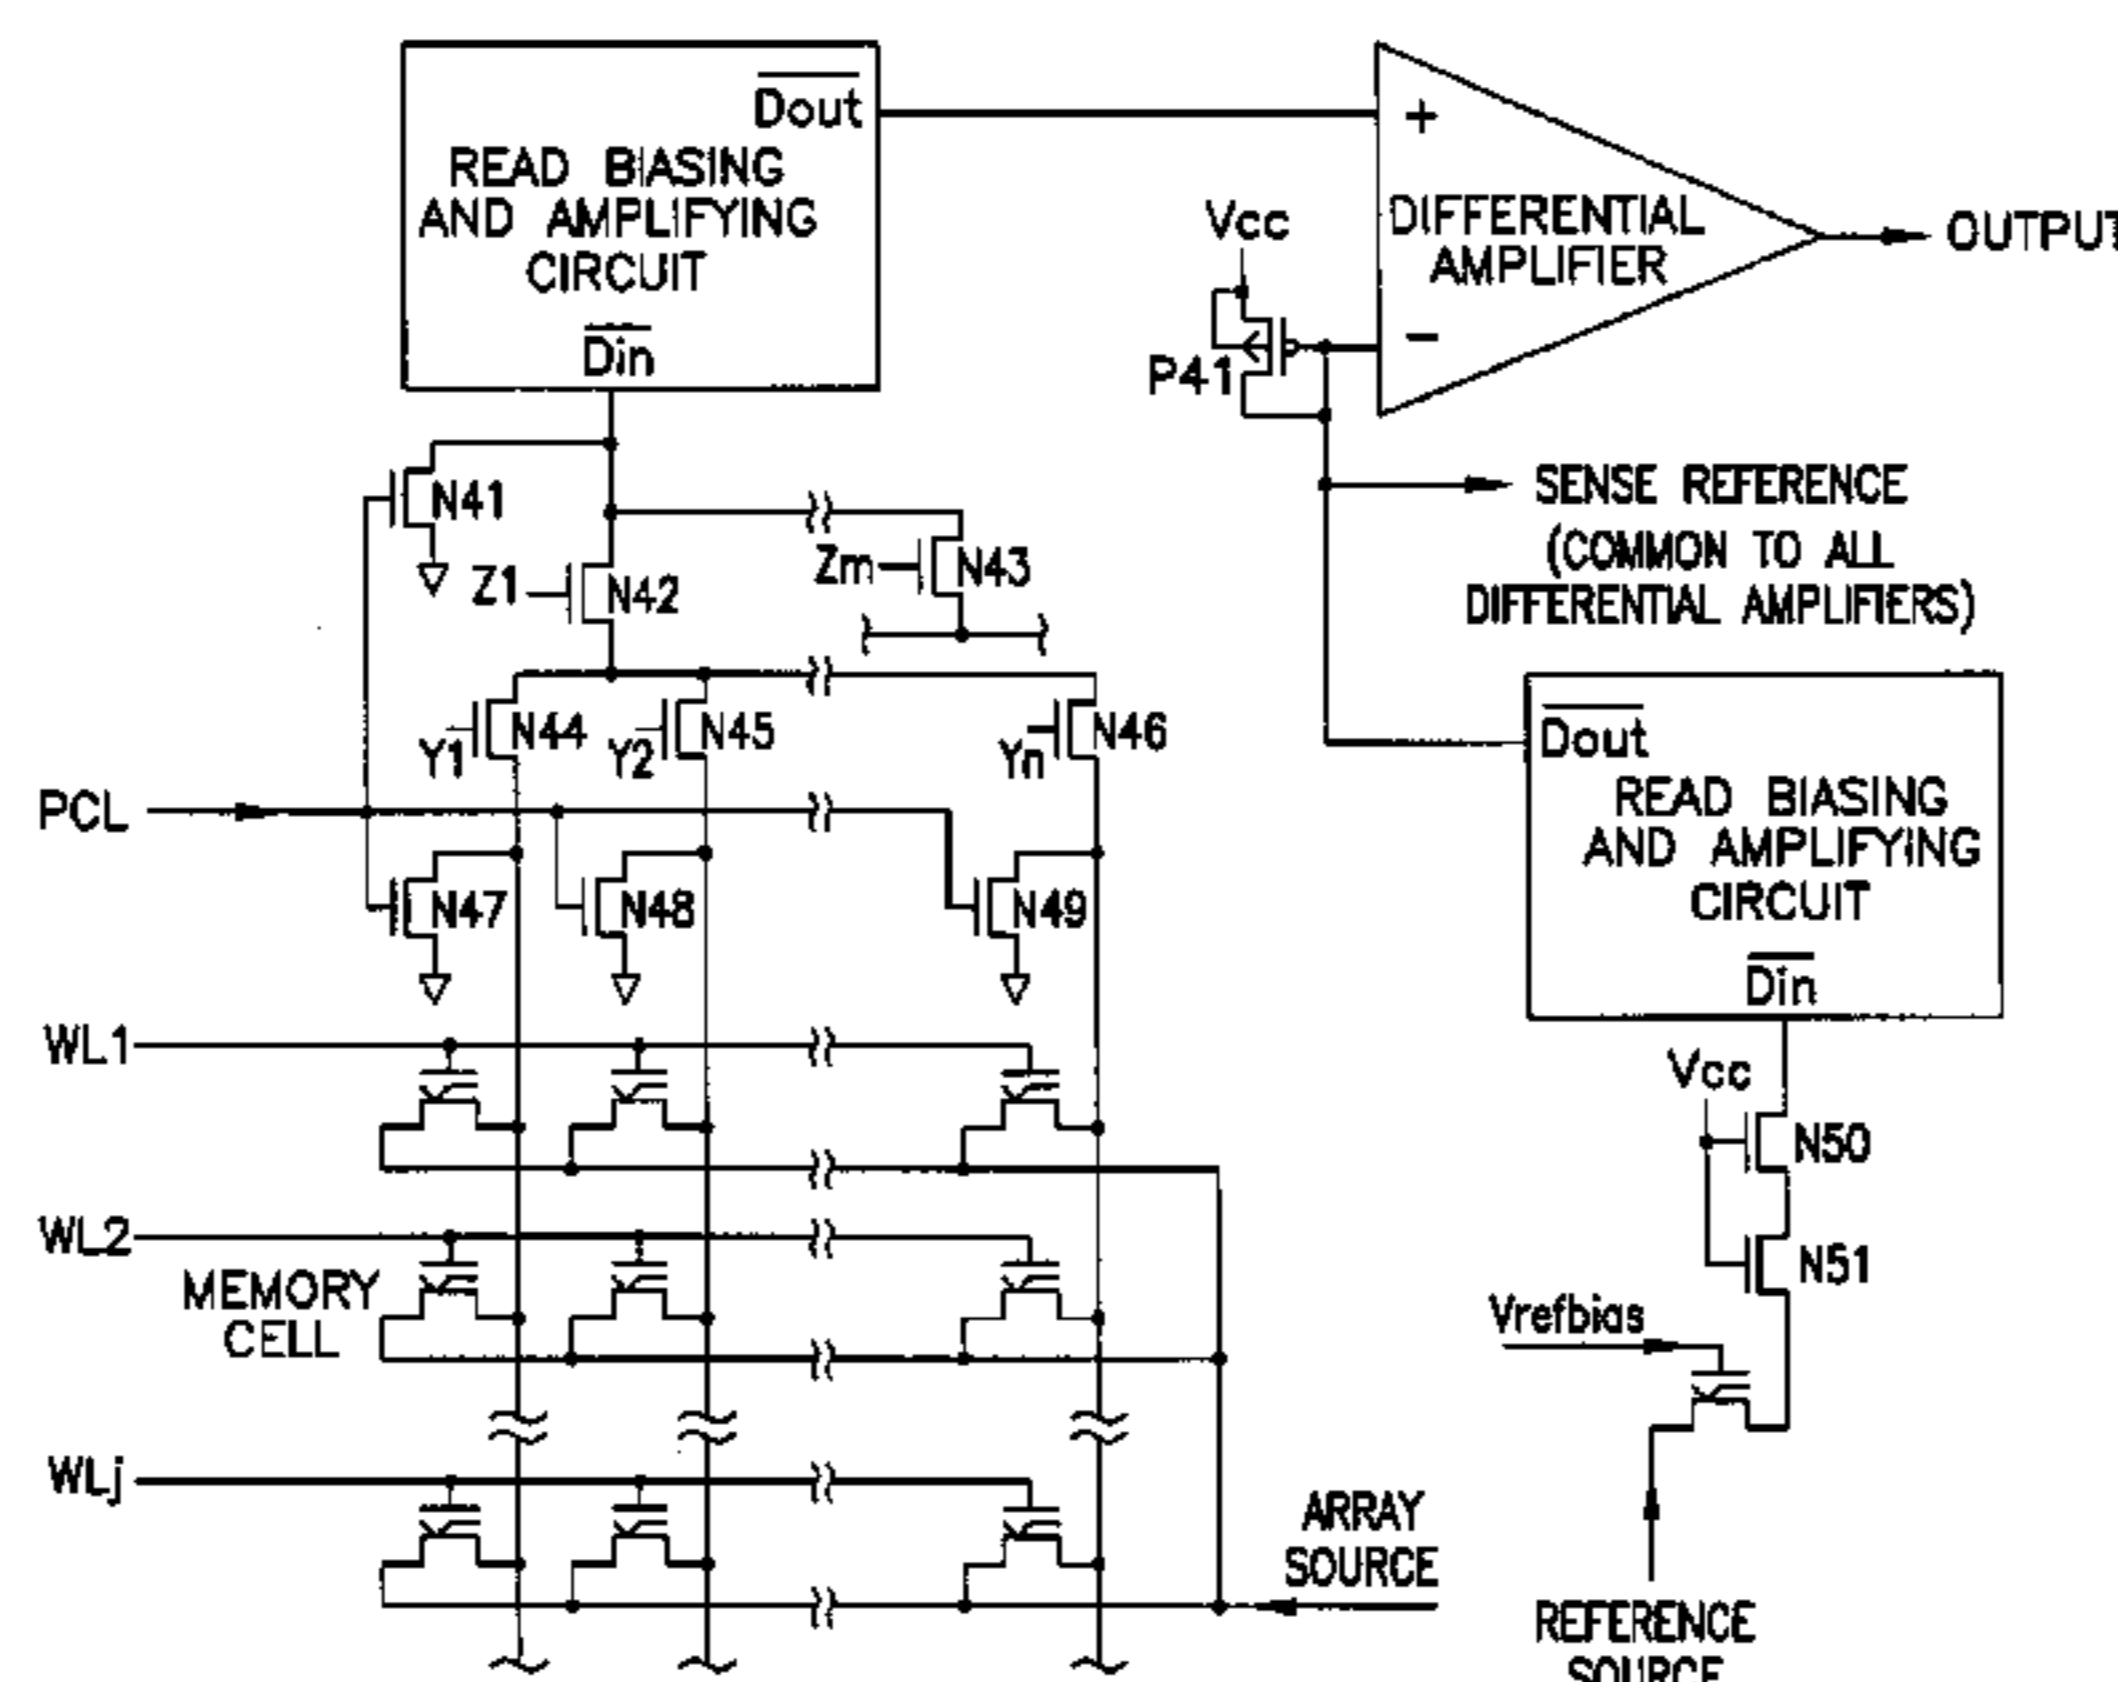 Dout
READ BIASING
AND AMPLIFYING
CIRCUIT
Din
+
DIFFERENTIAL
AMPLIFIER
−
OUTPUT
Vcc
P41
N41
Z1
N42
Zm
N43
SENSE REFERENCE
(COMMON TO ALL
DIFFERENTIAL AMPLIFIERS)
Y1
N44
Y2
N45
Yn
N46
PCL
N47
N48
N49
Dout
READ BIASING
AND AMPLIFYING
CIRCUIT
Din
WL1
WL2
MEMORY
CELL
WLj
Vcc
N50
N51
Vrefbias
ARRAY
SOURCE
REFERENCE
SOURCE